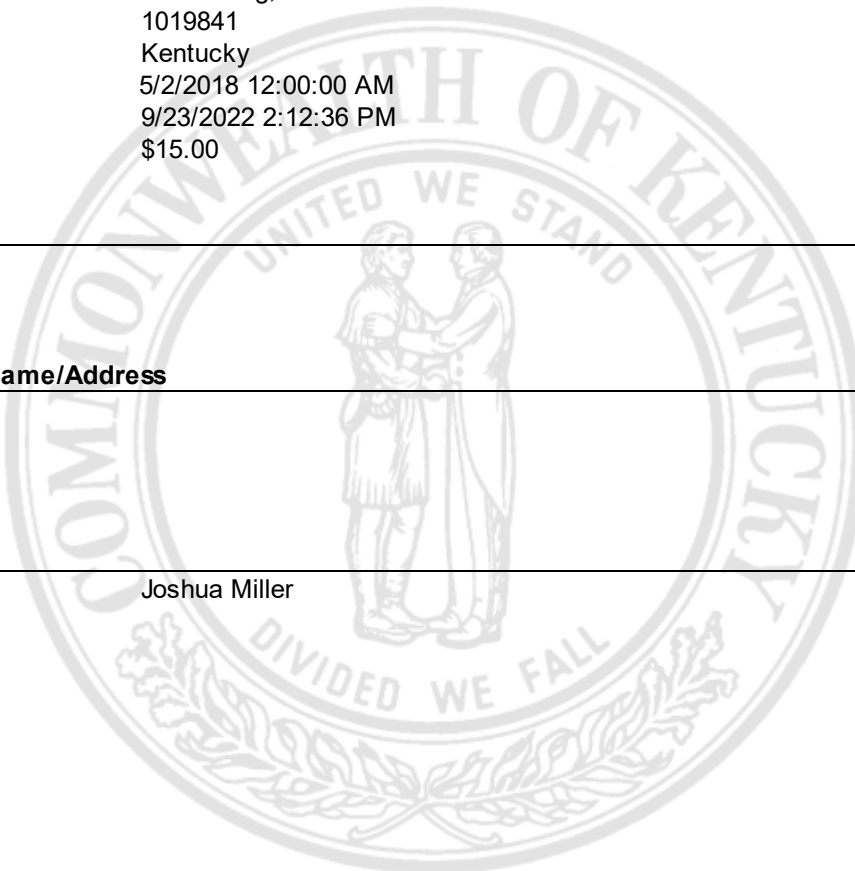 1019841
Kentucky
5/2/2018 12:00:00 AM
9/23/2022 2:12:36 PM
$15.00
COMMONWEALTH OF KENTUCKY
UNITED WE STAND
ame/Address
Joshua Miller
DIVIDED WE FALL